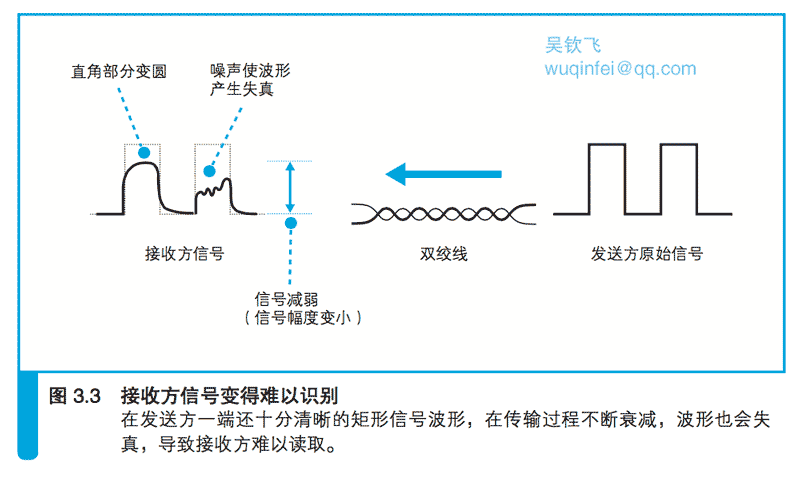 吴钦飞
wuqinfei@qq.com
直角部分变圆
噪声使波形
产生失真
接收方信号
双绞线
发送方原始信号
信号减弱
（信号幅度变小）
图 3.3 接收方信号变得难以识别
在发送方一端还十分清晰的矩形信号波形，在传输过程不断衰减，波形也会失
真，导致接收方难以读取。